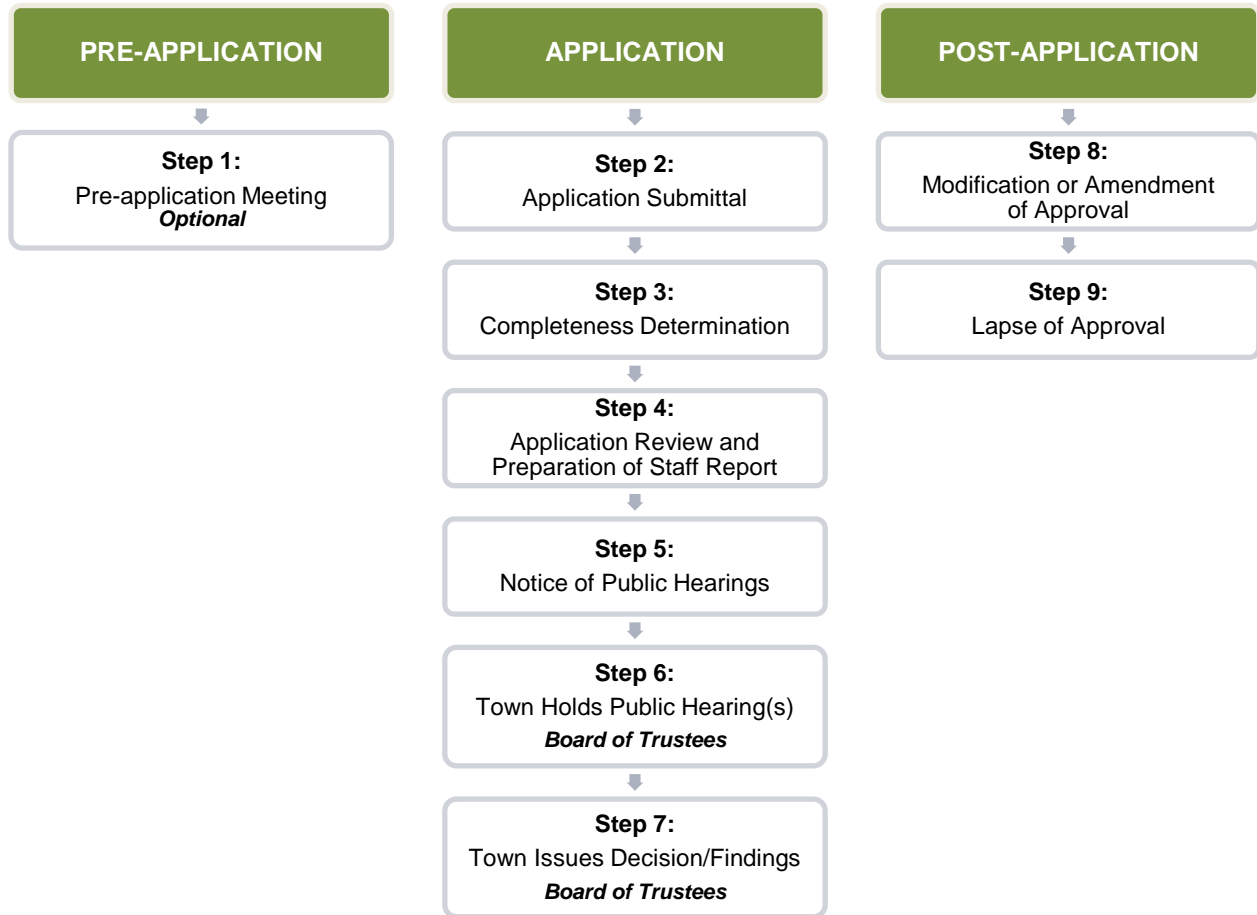 PRE-APPLICATION
Step 1:
Pre-application Meeting
Optional
APPLICATION
Step 2:
Application Submittal
Step 3:
Completeness Determination
Step 4:
Application Review and
Preparation of Staff Report
Step 5:
Notice of Public Hearings
Step 6:
Town Holds Public Hearing(s)
Board of Trustees
Step 7:
Town Issues Decision/Findings
Board of Trustees
POST-APPLICATION
Step 8:
Modification or Amendment
of Approval
Step 9:
Lapse of Approval